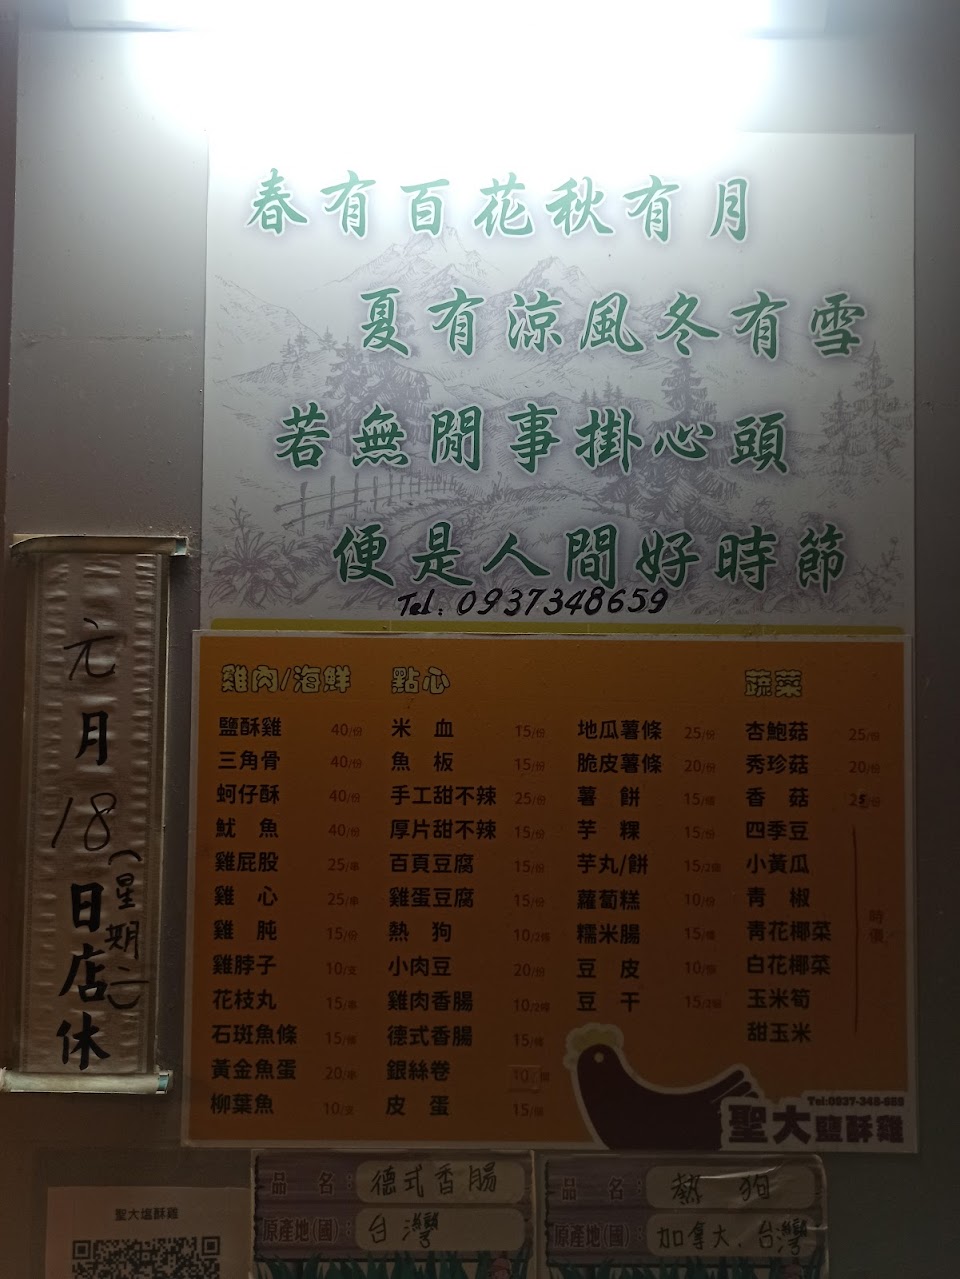 春有百花秋有月
夏有涼風冬有雪
若無閒事掛心頭
便是人間好時節
Tel: 0937348659
元月18日店休
(星期二)
雞肉/海鮮
鹽酥雞 40/份
三角骨 40/份
蚵仔酥 40/份
魷 魚 40/份
雞屁股 25/串
雞 心 25/串
雞 肫 15/份
雞脖子 10/支
花枝丸 15/串
石斑魚條 15/條
黃金魚蛋 20/串
柳葉魚 10/支
點心
米 血 15/份
魚 板 15/份
手工甜不辣 25/份
厚片甜不辣 15/份
百頁豆腐 15/份
雞蛋豆腐 15/份
熱 狗 10/2條
小肉豆 20/份
雞肉香腸 10/2條
德式香腸 15/條
銀絲卷 10/個
皮 蛋 15/個
地瓜薯條 25/份
脆皮薯條 20/份
薯 餅 15/個
芋 粿 15/份
芋丸/餅 15/2個
蘿蔔糕 10/份
糯米腸 15/條
豆 皮 10/個
豆 干 15/2個
蔬菜
杏鮑菇 25/份
秀珍菇 20/份
香 菇 25/份
四季豆
小黃瓜
青 椒
青花椰菜
白花椰菜
玉米筍
甜玉米
時價
Tel:0937-348-659
聖大鹽酥雞
聖大塩酥雞
品 名:德式香腸
原產地(國):台灣
品 名:熱 狗
原產地(國):加拿大、台灣